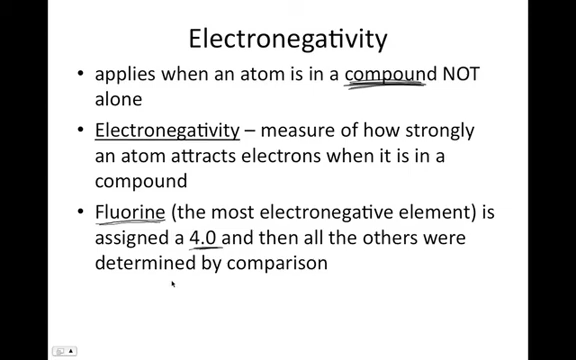 Electronegativity
• applies when an atom is in a compound NOT
alone
• Electronegativity – measure of how strongly
an atom attracts electrons when it is in a
compound
• Fluorine (the most electronegative element) is
assigned a 4.0 and then all the others were
determined by comparison